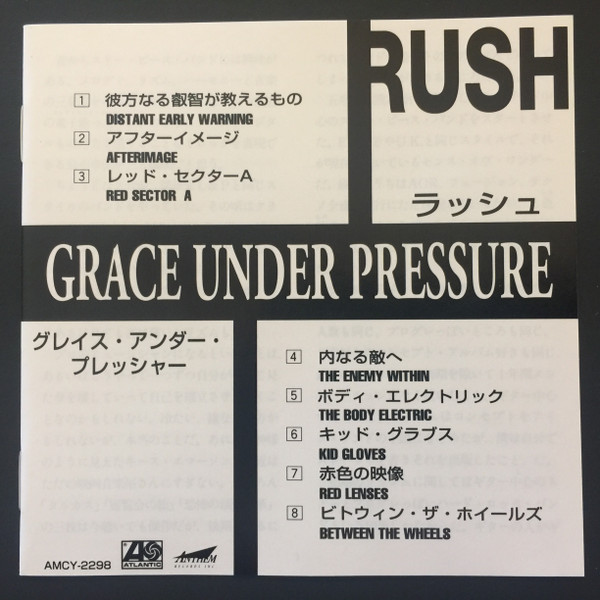 RUSH
ラッシュ
1 彼方なる叡智が教えるもの
DISTANT EARLY WARNING
2 アフターイメージ
AFTERIMAGE
3 レッド・セクターA
RED SECTOR A
GRACE UNDER PRESSURE
グレイス・アンダー・
プレッシャー
4 内なる敵へ
THE ENEMY WITHIN
5 ボディ・エレクトリック
THE BODY ELECTRIC
6 キッド・グラブス
KID GLOVES
7 赤色の映像
RED LENSES
8 ビトウィン・ザ・ホイールズ
BETWEEN THE WHEELS
AMCY-2298
ATLANTIC
ANTHEM
RECORDS INC